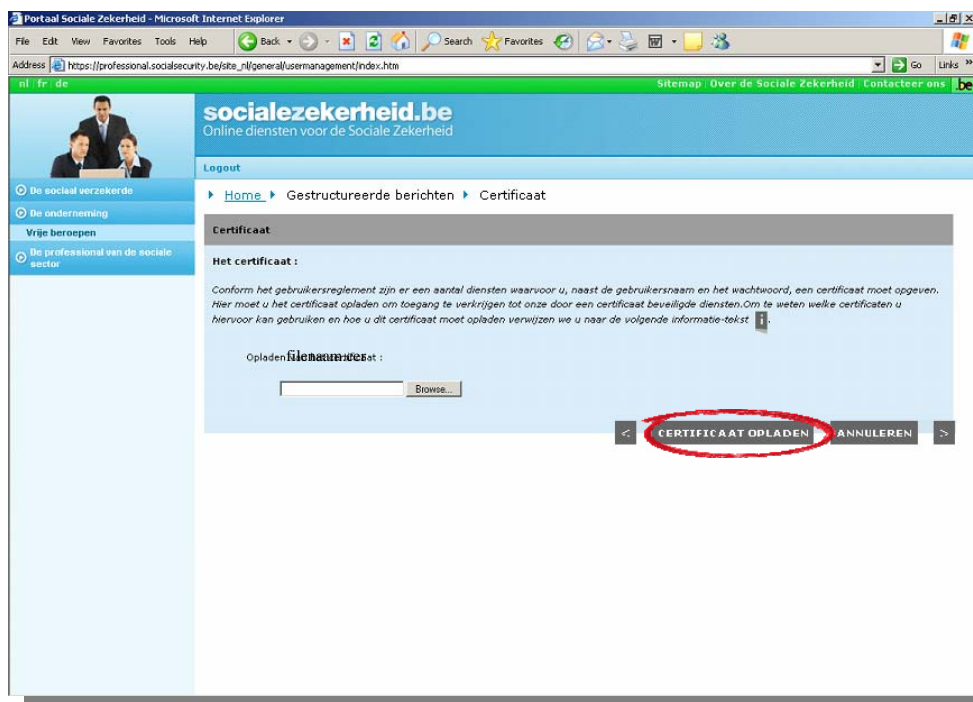 Portaal Sociale Zekerheid - Microsoft Internet Explorer
File Edit View Favorites Tools Help Back Search Favorites
Address https://professional.socialsecurity.be/site_nl/general/usermanagement/index.htm Go Links »
nl fr de Sitemap Over de Sociale Zekerheid Contacteer ons .be
socialezekerheid.be
Online diensten voor de Sociale Zekerheid
Logout
De sociaal verzekerde
De onderneming
Vrije beroepen
De professional van de sociale
sector
Home Gestructureerde berichten Certificaat
Certificaat
Het certificaat :
Conform het gebruikersreglement zijn er een aantal diensten waarvoor u, naast de gebruikersnaam en het wachtwoord, een certificaat moet opgeven.
Hier moet u het certificaat opladen om toegang te verkrijgen tot onze door een certificaat beveiligde diensten.Om te weten welke certificaten u
hiervoor kan gebruiken en hoe u dit certificaat moet opladen verwijzen we u naar de volgende informatie-tekst i .
Opladen filenaam.cer :
Browse...
< CERTIFICAAT OPLADEN ANNULEREN >